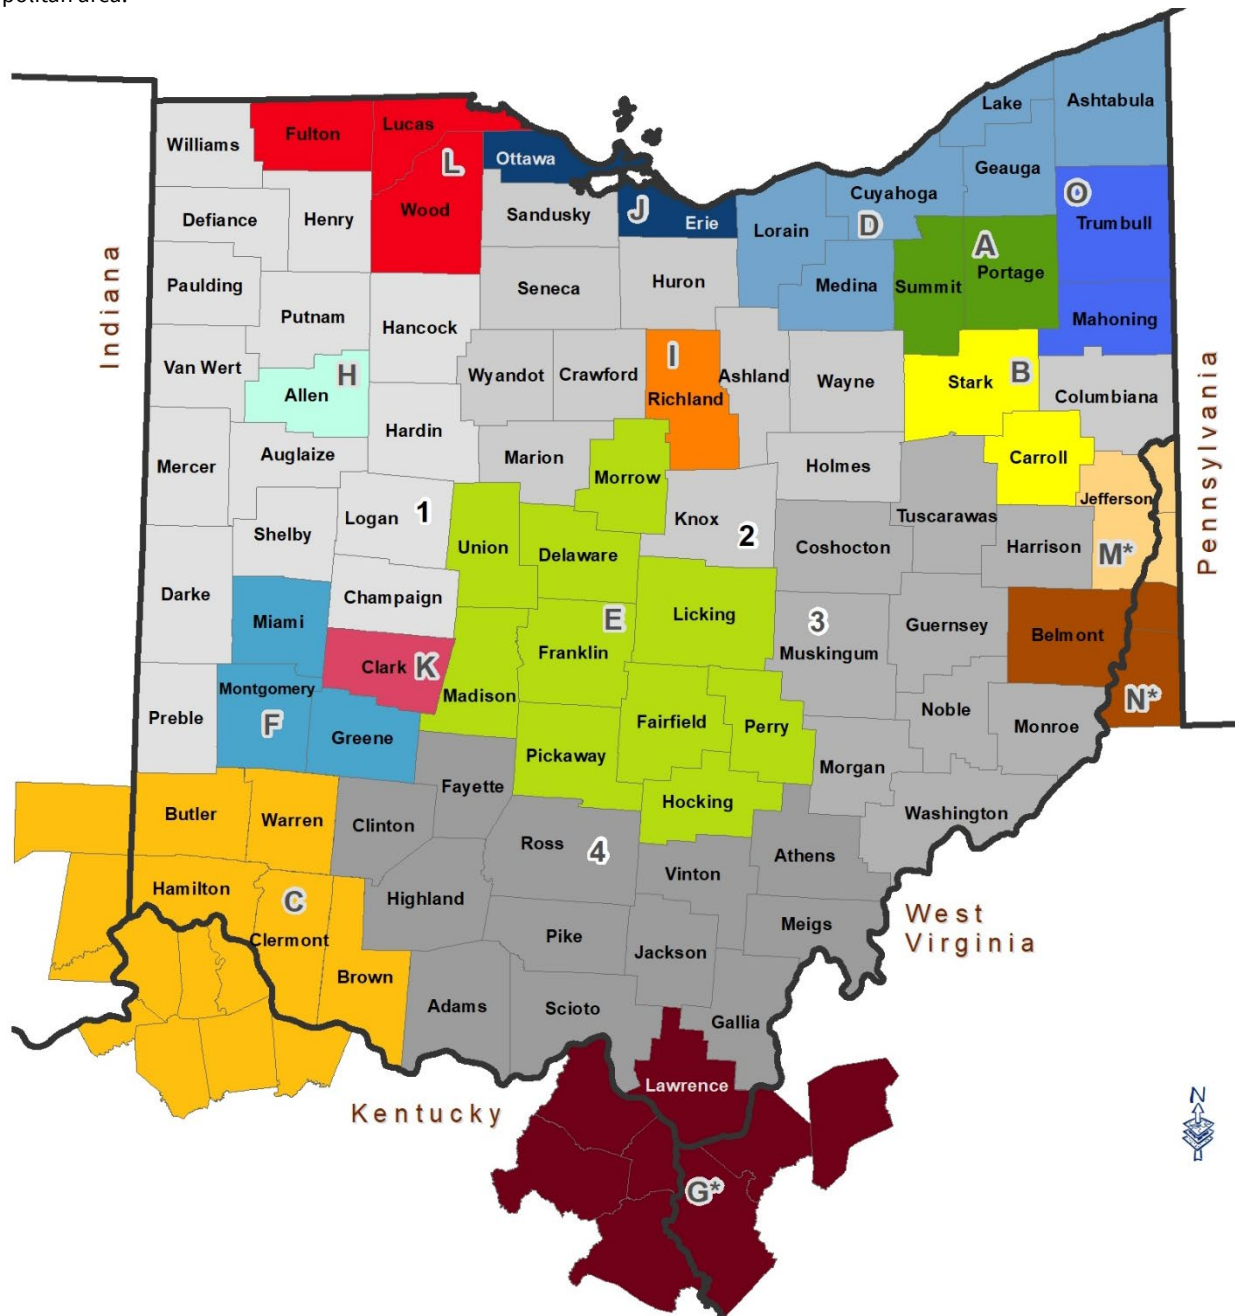 politan area.
Lake
Ashtabula
Williams
Fulton
Lucas
Ottawa
Geauga
L
Cuyahoga
O
Wood
Sandusky
J
Erie
Lorain
D
Trumbull
Defiance
Henry
A
Portage
Paulding
Seneca
Huron
Medina
Summit
Indiana
Putnam
Hancock
Mahoning
Van Wert
H
Wyandot
Crawford
I
Ashland
Wayne
Stark
B
Columbiana
Pennsylvania
Allen
Richland
Hardin
Auglaize
Marion
Carroll
Mercer
Morrow
Holmes
Jefferson
Logan
1
Knox
2
Tuscarawas
Shelby
Union
Delaware
Coshocton
Harrison
M*
Darke
Champaign
Miami
E
Licking
3
Guernsey
Belmont
Franklin
Muskingum
Clark
K
Montgomery
Madison
Preble
F
Greene
Fairfield
Perry
Noble
Monroe
N*
Pickaway
Morgan
Fayette
Hocking
Butler
Warren
Clinton
Washington
Ross
4
Athens
Vinton
Hamilton
C
Highland
West
Virginia
Clermont
Pike
Meigs
Jackson
Brown
Adams
Scioto
Gallia
Lawrence
Kentucky
N
G*